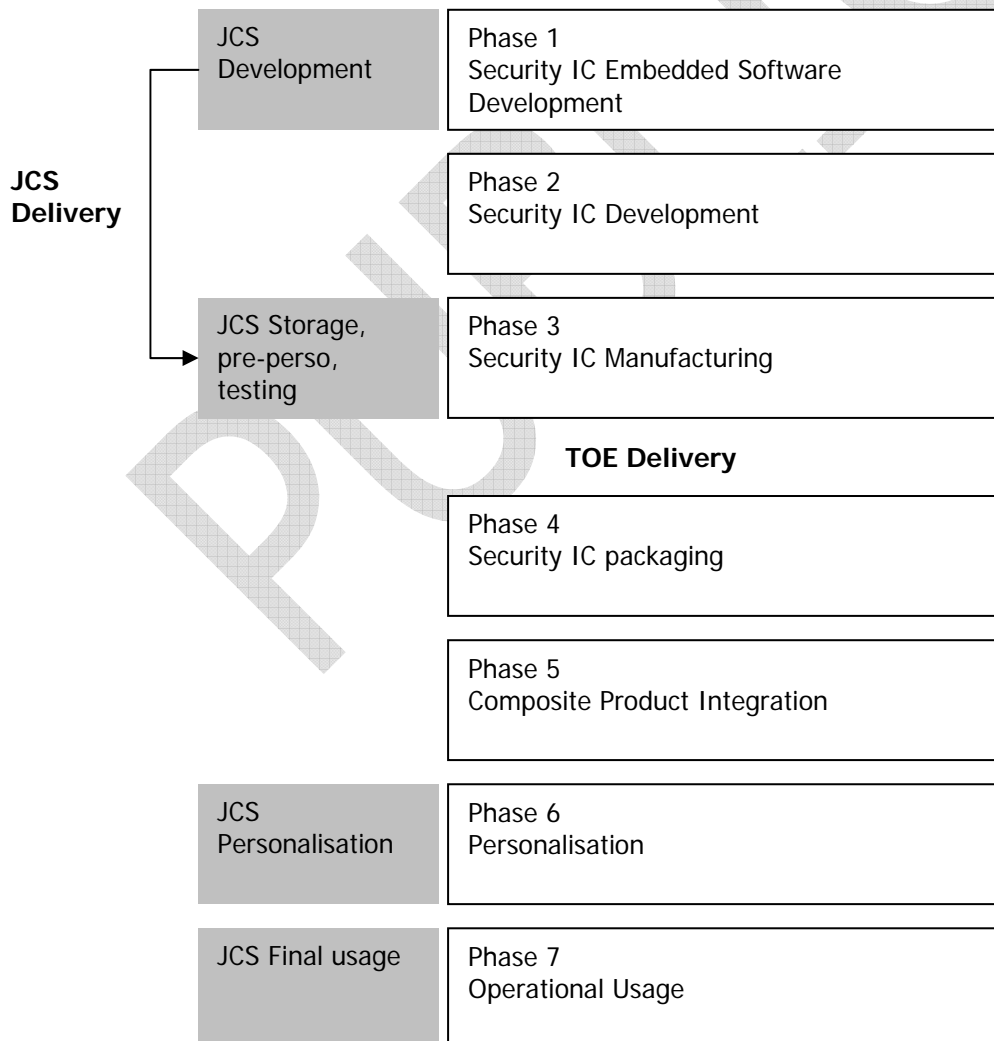 JCS
Development
Phase 1
Security IC Embedded Software
Development
JCS
Delivery
Phase 2
Security IC Development
JCS Storage,
pre-perso,
testing
Phase 3
Security IC Manufacturing
TOE Delivery
Phase 4
Security IC packaging
Phase 5
Composite Product Integration
JCS
Personalisation
Phase 6
Personalisation
JCS Final usage
Phase 7
Operational Usage